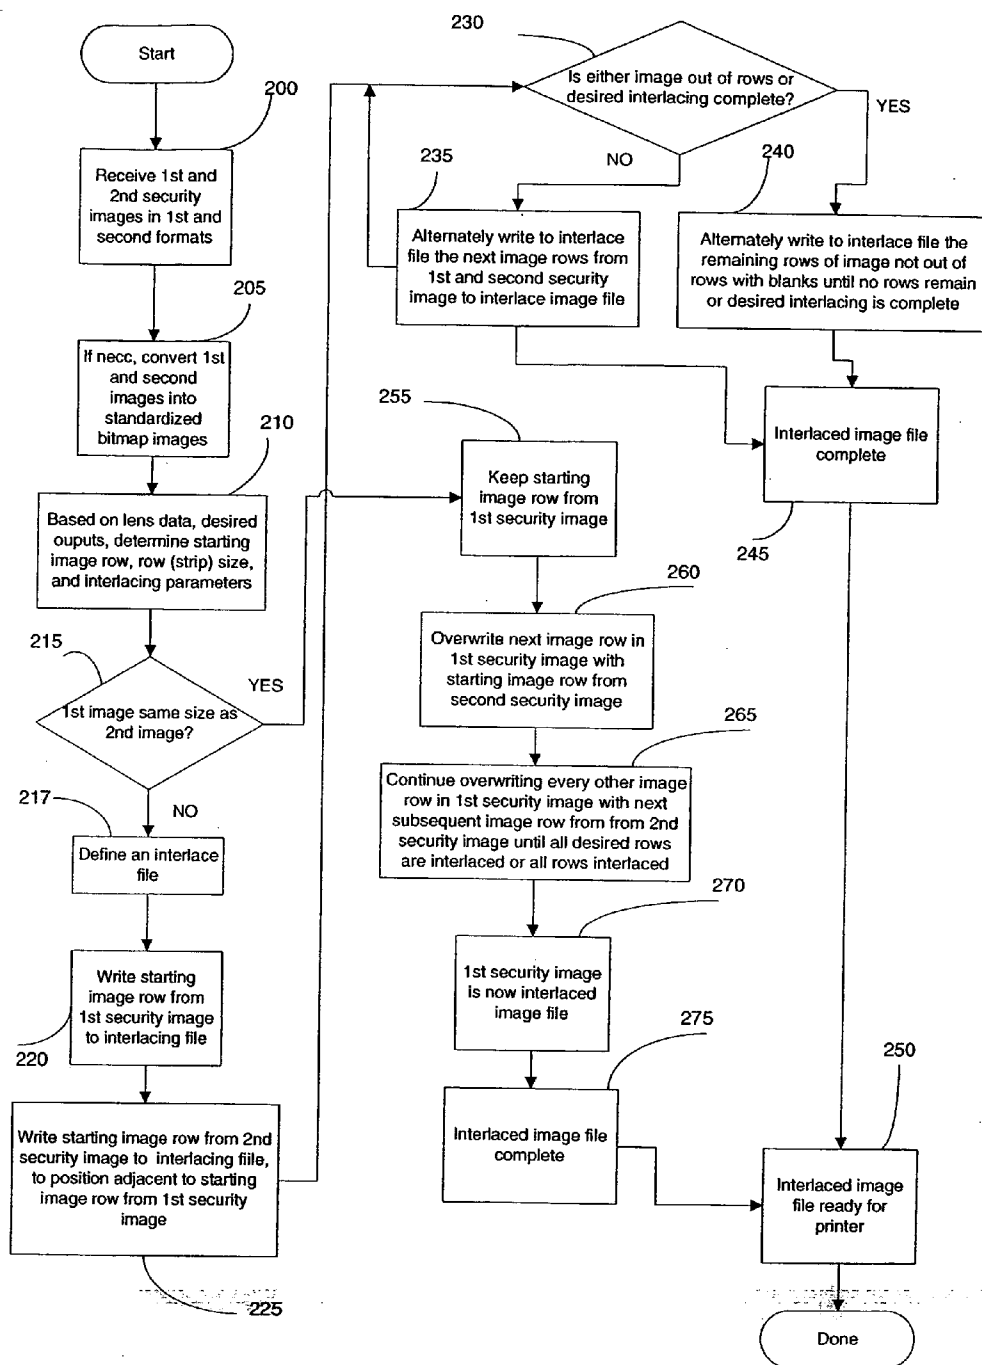 Start
200
Receive 1st and
2nd security
images in 1st and
second formats
205
If necc, convert 1st
and second
images into
standardized
bitmap images
210
Based on lens data, desired
ouputs, determine starting
image row, row (strip) size,
and interlacing parameters
215
1st image same size as
2nd image?
YES
NO
217
Define an interlace
file
Write starting
image row from
1st security image
to interlacing file
220
Write starting image row from 2nd
security image to interlacing fiile,
to position adjacent to starting
image row from 1st security
image
225
230
Is either image out of rows or
desired interlacing complete?
YES
NO
235
Alternately write to interlace
file the next image rows from
1st and second security
image to interlace image file
240
Alternately write to interlace file the
remaining rows of image not out of
rows with blanks until no rows remain
or desired interlacing is complete
Interlaced image file
complete
245
255
Keep starting
image row from
1st security image
260
Overwrite next image row in
1st security image with
starting image row from
second security image
265
Continue overwriting every other image
row in 1st security image with next
subsequent image row from from 2nd
security image until all desired rows
are interlaced or all rows interlaced
270
1st security image
is now interlaced
image file
275
Interlaced image file
complete
250
Interlaced image
file ready for
printer
Done